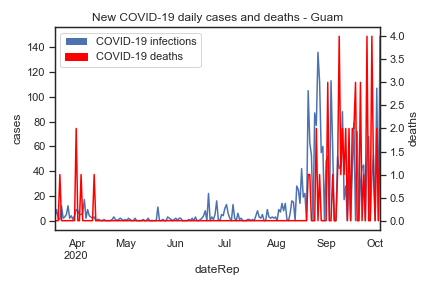 New COVID-19 daily cases and deaths - Guam
COVID-19 infections
COVID-19 deaths
140
120
100
80
60
40
20
0
cases
4.0
3.5
3.0
2.5
2.0
1.5
1.0
0.5
0.0
deaths
Apr May Jun Jul Aug Sep Oct
2020
dateRep